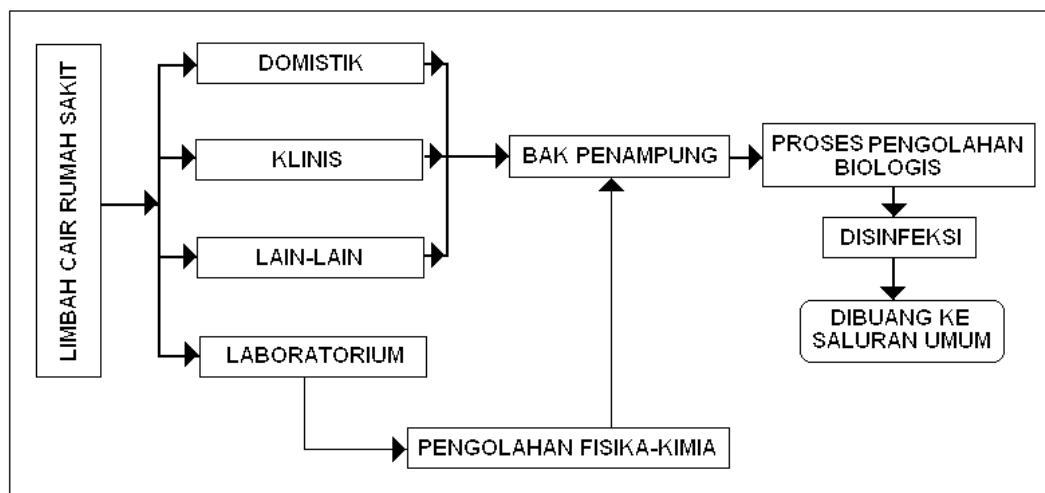 LIMBAH CAIR RUMAH SAKIT
DOMISTIK
KLINIS
LAIN-LAIN
LABORATORIUM
PENGOLAHAN FISIKA-KIMIA
BAK PENAMPUNG
PROSES PENGOLAHAN
BIOLOGIS
DISINFEKSI
DIBUANG KE
SALURAN UMUM